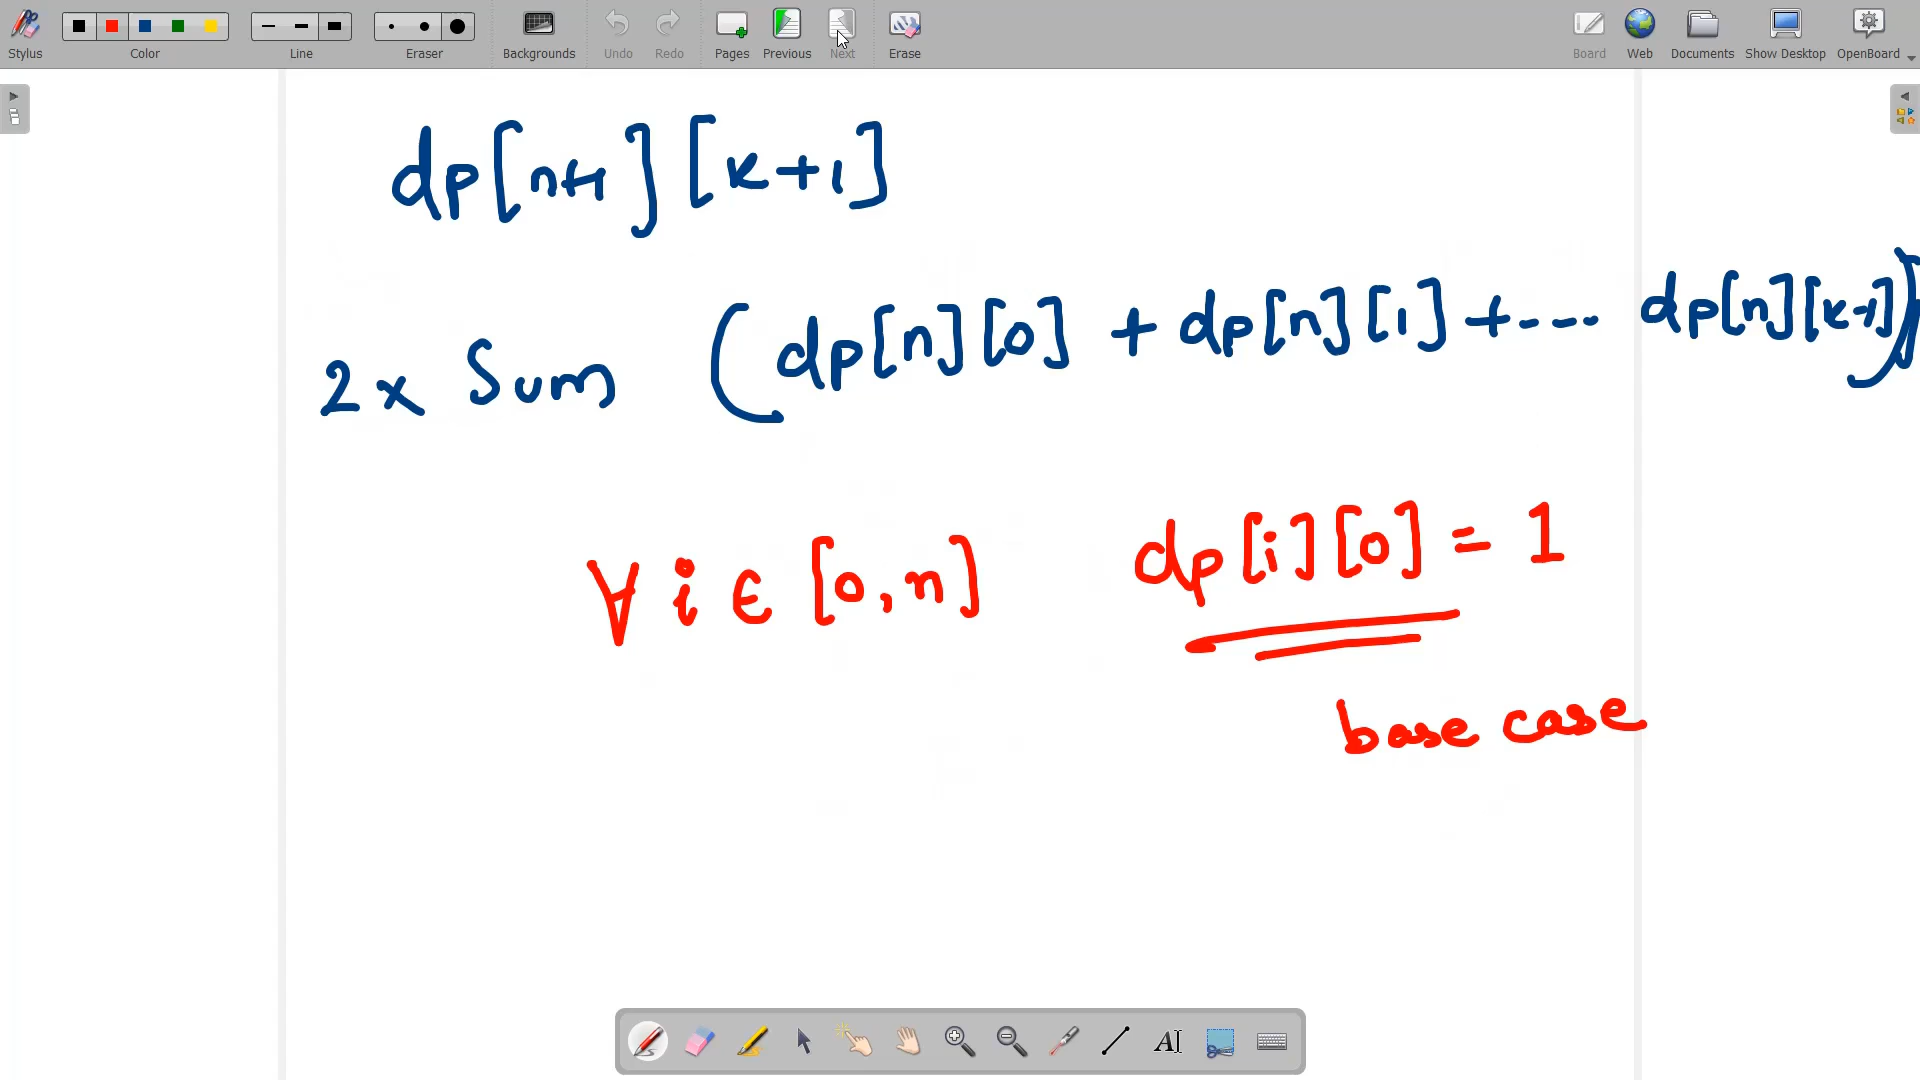 Stylus Color Line Eraser Backgrounds Undo Redo Pages Previous Next Erase Board Web Documents Show Desktop OpenBoard
dp[n+1][k+1]
2 x Sum (dp[n][0] + dp[n][1] +---- dp[n][k-1])
∀ i ∈ [0,n] dp[i][0] = 1
base case